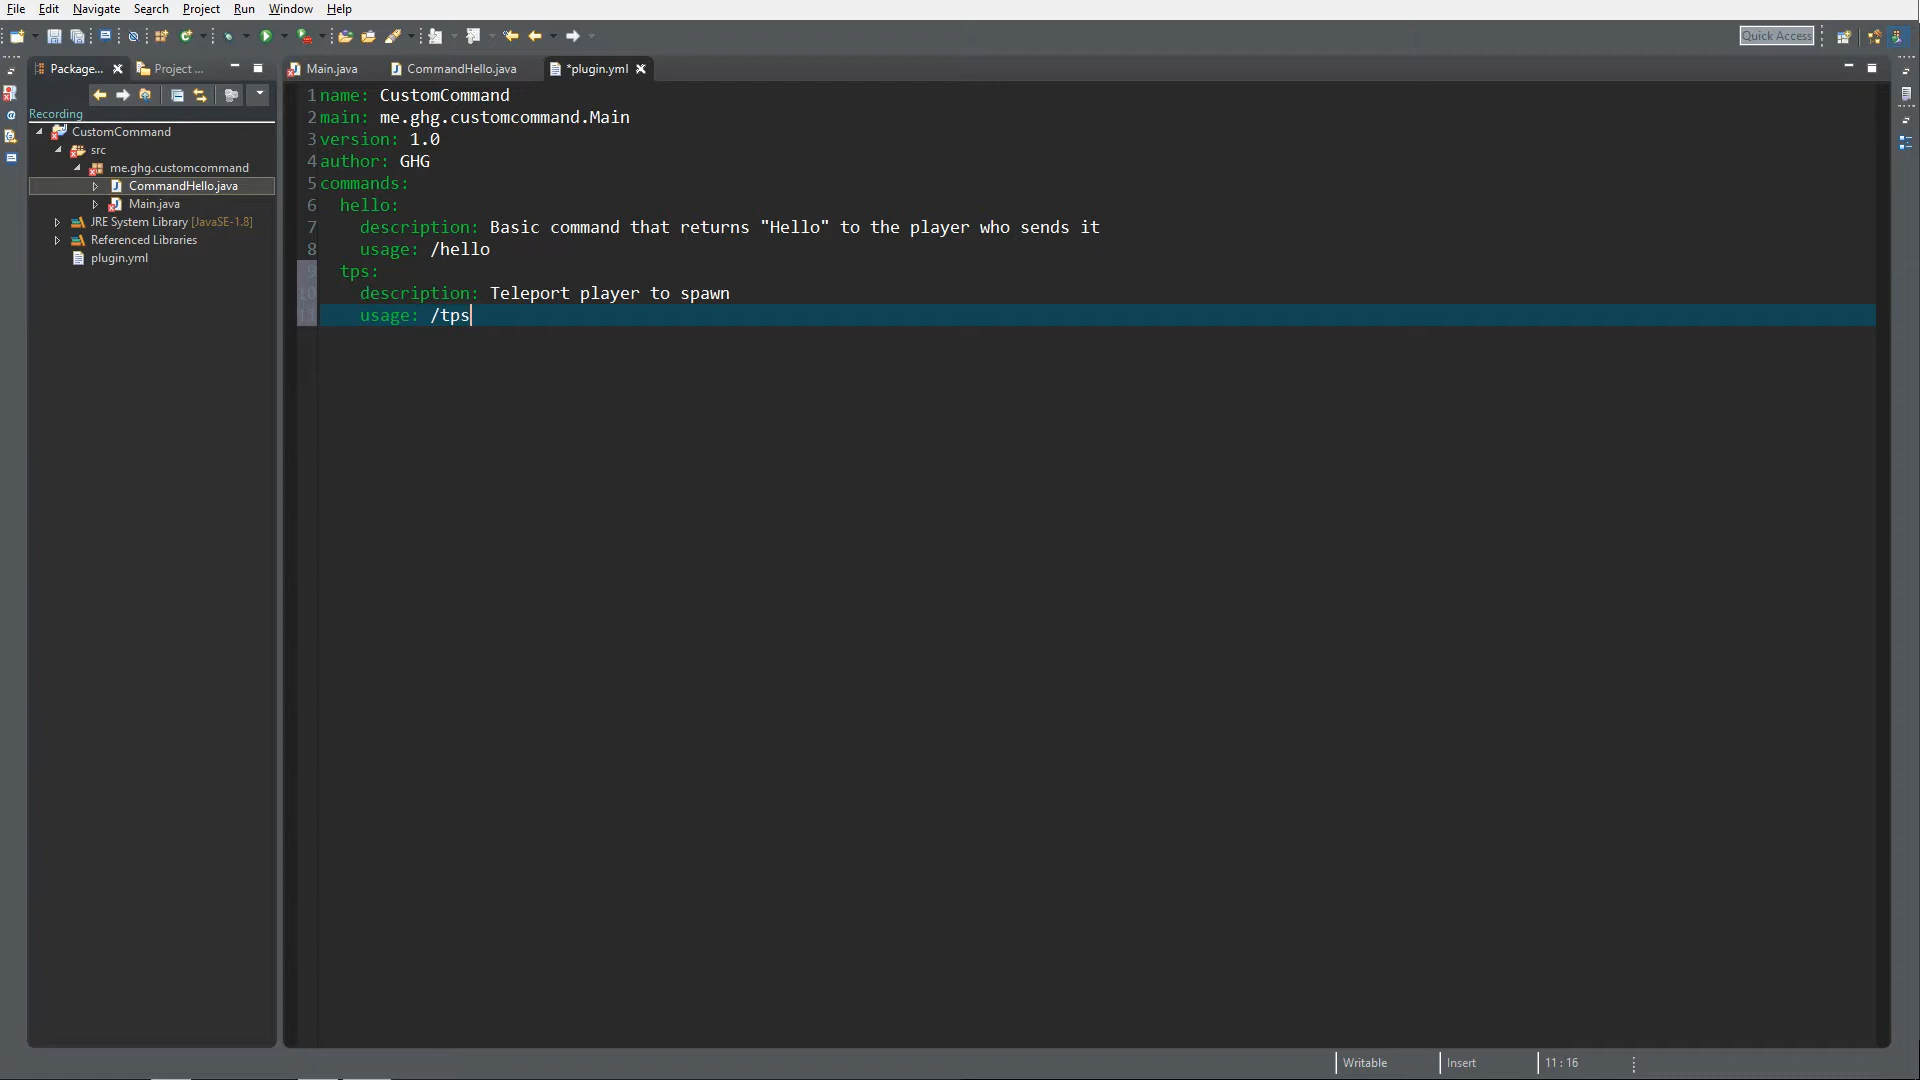 File Edit Navigate Search Project Run Window Help
Quick Access
Package... Project ... Main.java CommandHello.java *plugin.yml
Recording
CustomCommand
src
me.ghg.customcommand
CommandHello.java
Main.java
JRE System Library [JavaSE-1.8]
Referenced Libraries
plugin.yml
1 name: CustomCommand
2 main: me.ghg.customcommand.Main
3 version: 1.0
4 author: GHG
5 commands:
6 hello:
7 description: Basic command that returns "Hello" to the player who sends it
8 usage: /hello
9 tps:
10 description: Teleport player to spawn
11 usage: /tps
Writable Insert 11 : 16